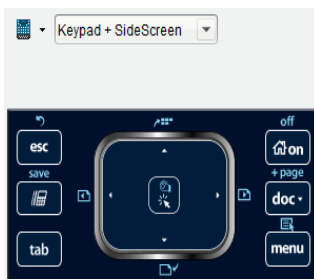 Keypad + SideScreen
off
esc
on
save
+ page
doc
tab
menu